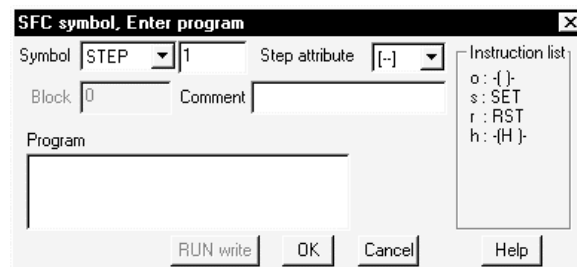 SFC symbol, Enter program
Symbol STEP 1 Step attribute [--] Instruction list
o : -( )-
s : SET
r : RST
h : -(H )-
Block 0 Comment
Program
RUN write OK Cancel Help